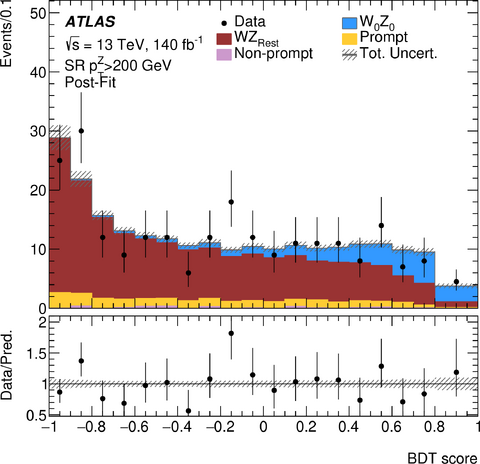 ATLAS
√s = 13 TeV, 140 fb⁻¹
SR p_T^Z>200 GeV
Post-Fit
Data
WZ_Rest
Non-prompt
W₀Z₀
Prompt
Tot. Uncert.
Events/0.1
50
40
30
20
10
0
Data/Pred.
2
1.5
1
0.5
−1 −0.8 −0.6 −0.4 −0.2 0 0.2 0.4 0.6 0.8 1
BDT score